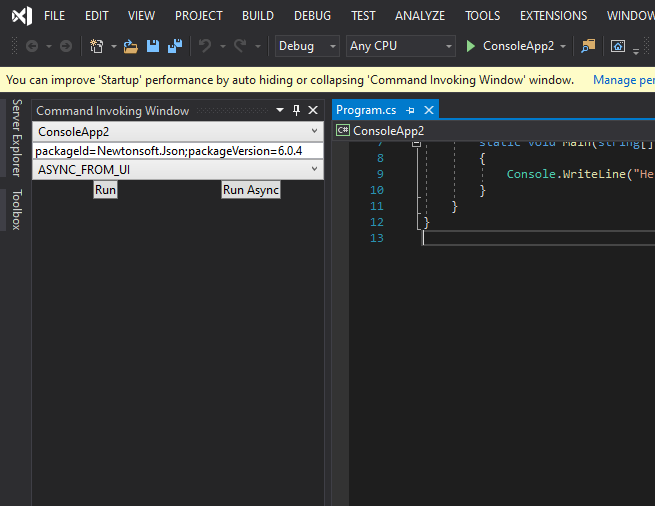 FILE EDIT VIEW PROJECT BUILD DEBUG TEST ANALYZE TOOLS EXTENSIONS WINDOW
Debug Any CPU ConsoleApp2
You can improve 'Startup' performance by auto hiding or collapsing 'Command Invoking Window' window. Manage per
Server Explorer
Toolbox
Command Invoking Window
ConsoleApp2
packageId=Newtonsoft.Json;packageVersion=6.0.4
ASYNC_FROM_UI
Run Run Async
Program.cs
C# ConsoleApp2
7 static void Main(string[]
8 {
9 Console.WriteLine("He
10 }
11 }
12 }
13